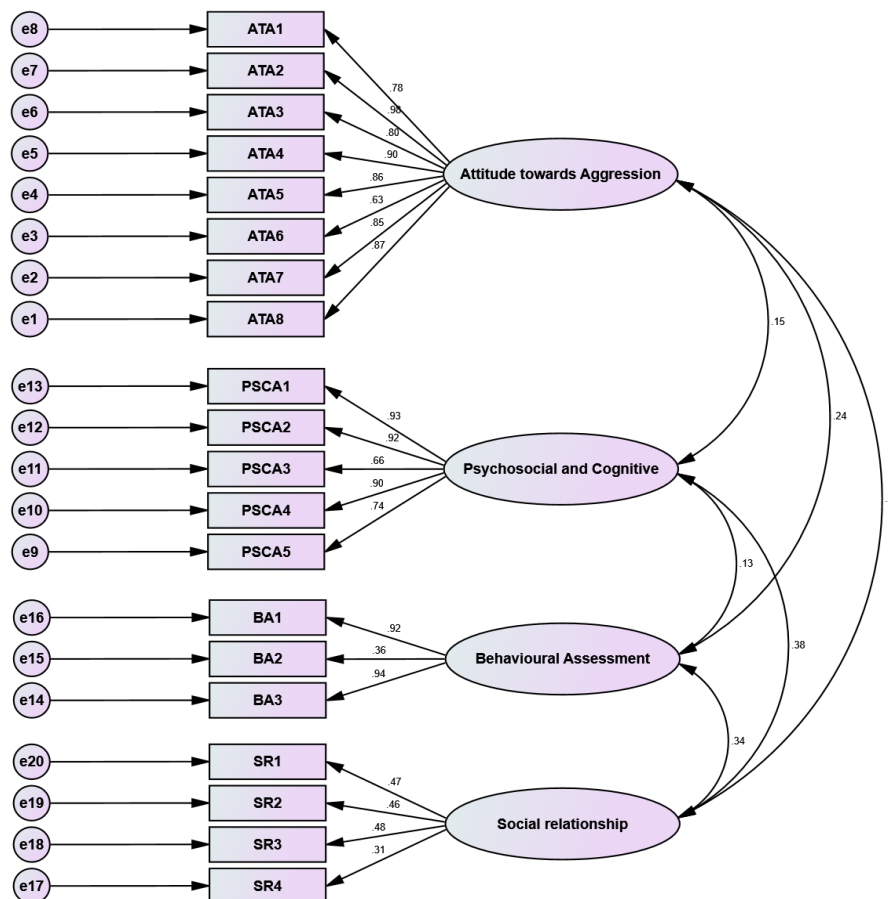 e8 ATA1
.78
e7 ATA2
.98
e6 ATA3
.80
e5 ATA4
.90
Attitude towards Aggression
e4 ATA5
.86
e3 ATA6
.63
e2 ATA7
.85
e1 ATA8
.87
.15
e13 PSCA1
.93
.24
e12 PSCA2
.92
e11 PSCA3
.66
Psychosocial and Cognitive
e10 PSCA4
.90
e9 PSCA5
.74
.13
e16 BA1
.92
.38
e15 BA2
.36
Behavioural Assessment
e14 BA3
.94
.34
e20 SR1
.47
e19 SR2
.46
Social relationship
e18 SR3
.48
e17 SR4
.31